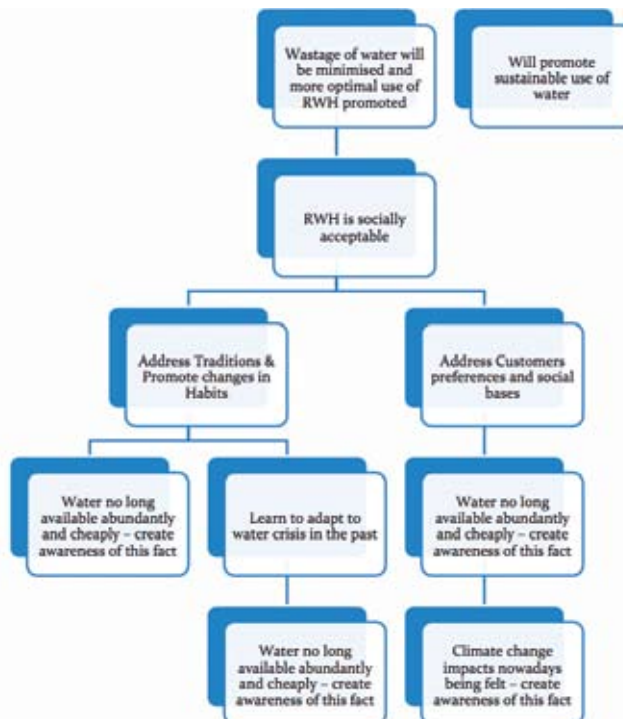 Wastage of water will
be minimised and
more optimal use of
RWH promoted
Will promote
sustainable use of
water
RWH is socially
acceptable
Address Traditions &
Promote changes in
Habits
Address Customers
preferences and social
bases
Water no long
available abundantly
and cheaply – create
awareness of this fact
Learn to adapt to
water crisis in the past
Water no long
available abundantly
and cheaply – create
awareness of this fact
Water no long
available abundantly
and cheaply – create
awareness of this fact
Climate change
impacts nowadays
being felt – create
awareness of this fact